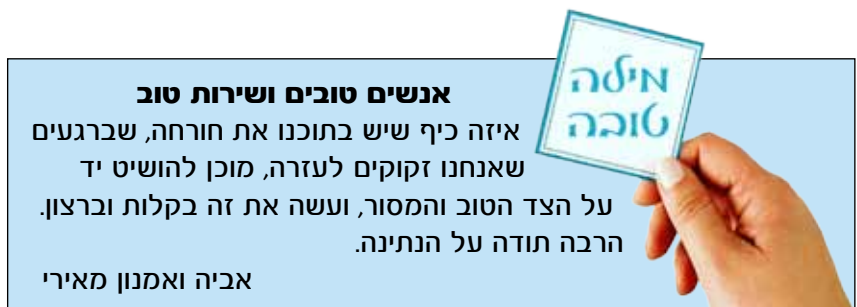 מילה
טובה
אנשים טובים ושירות טוב
איזה כיף שיש בתוכנו את חורחה, שברגעים
שאנחנו זקוקים לעזרה, מוכן להושיט יד
על הצד הטוב והמסור, ועשה את זה בקלות וברצון.
הרבה תודה על הנתינה.
אביה ואמנון מאירי